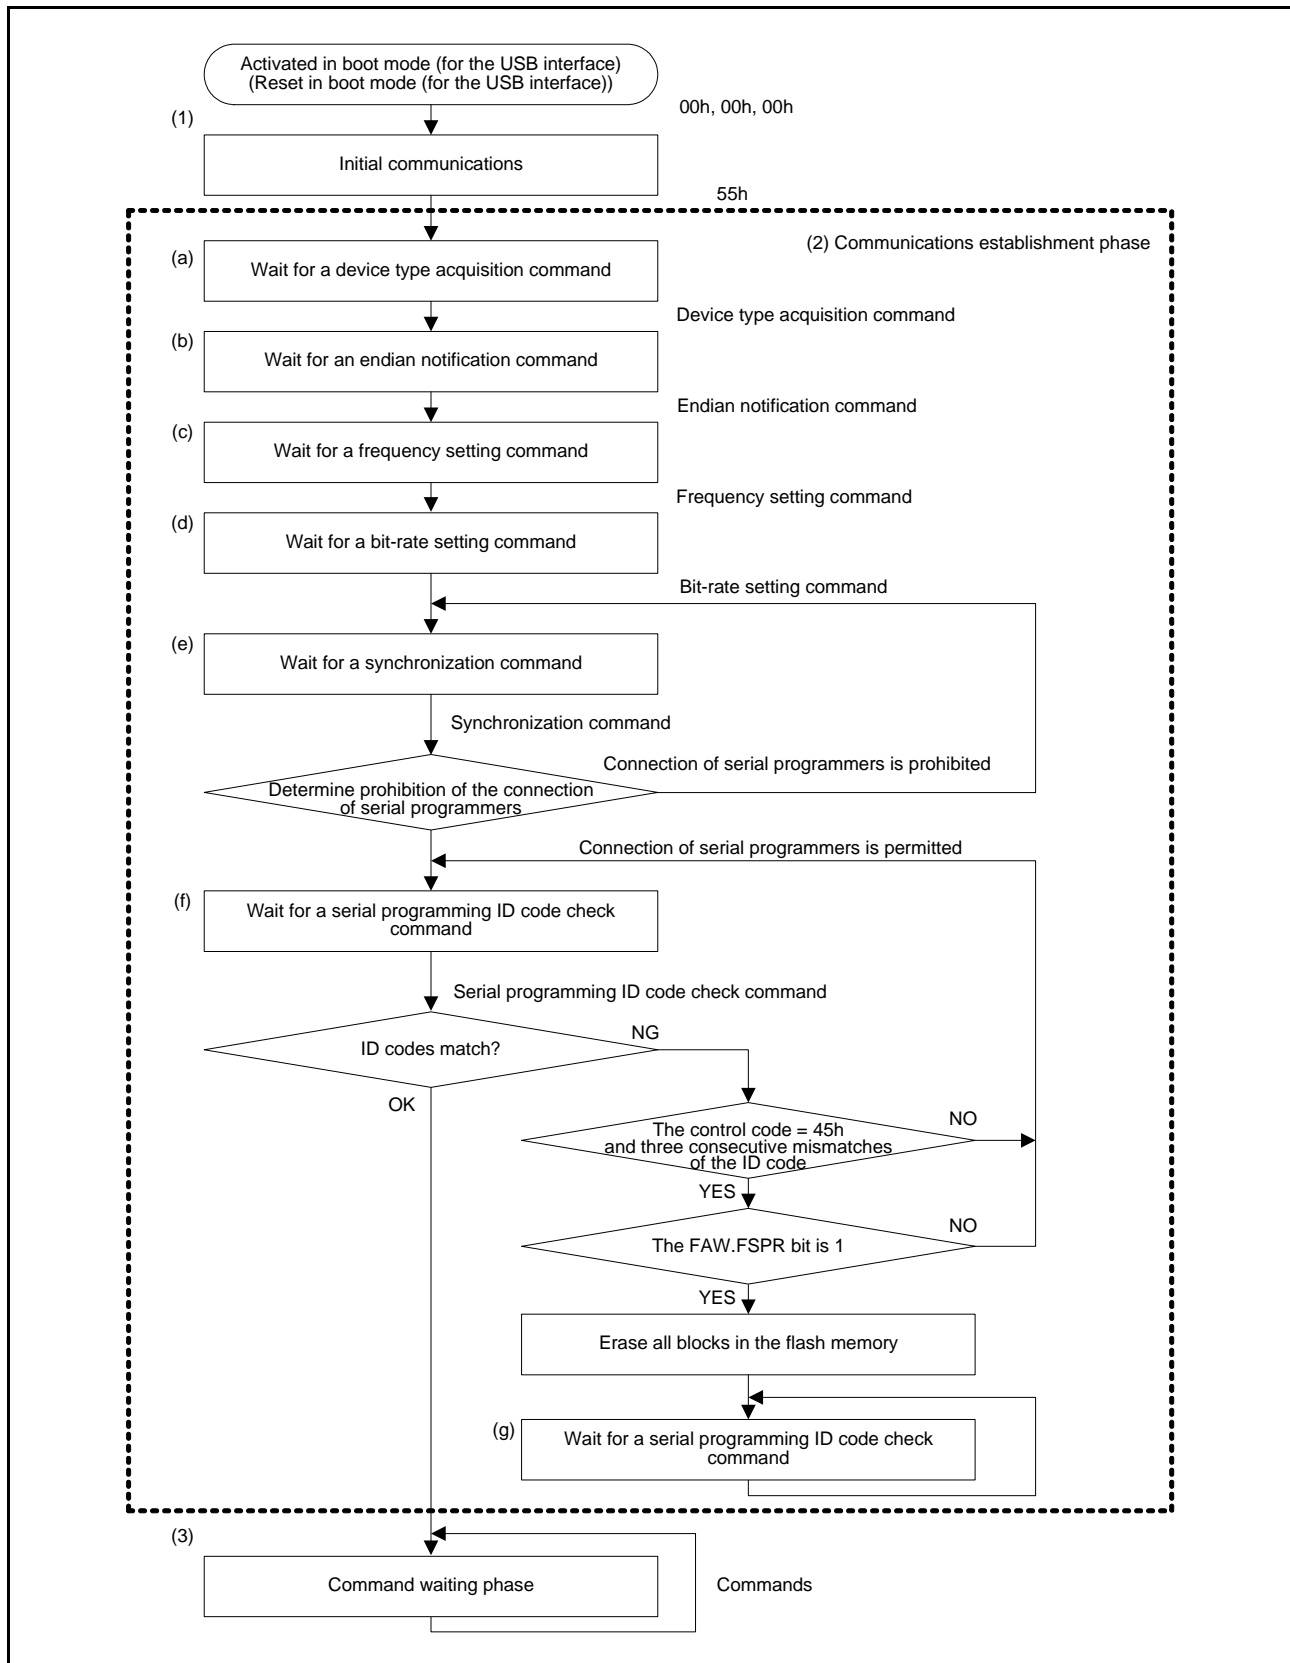 Activated in boot mode (for the USB interface)
(Reset in boot mode (for the USB interface))
00h, 00h, 00h
(1)
Initial communications
55h
(2) Communications establishment phase
(a)
Wait for a device type acquisition command
Device type acquisition command
(b)
Wait for an endian notification command
Endian notification command
(c)
Wait for a frequency setting command
Frequency setting command
(d)
Wait for a bit-rate setting command
Bit-rate setting command
(e)
Wait for a synchronization command
Synchronization command
Connection of serial programmers is prohibited
Determine prohibition of the connection
of serial programmers
Connection of serial programmers is permitted
(f)
Wait for a serial programming ID code check
command
Serial programming ID code check command
NG
ID codes match?
OK
The control code = 45h
and three consecutive mismatches
of the ID code
NO
YES
NO
The FAW.FSPR bit is 1
YES
Erase all blocks in the flash memory
(g)
Wait for a serial programming ID code check
command
(3)
Command waiting phase
Commands